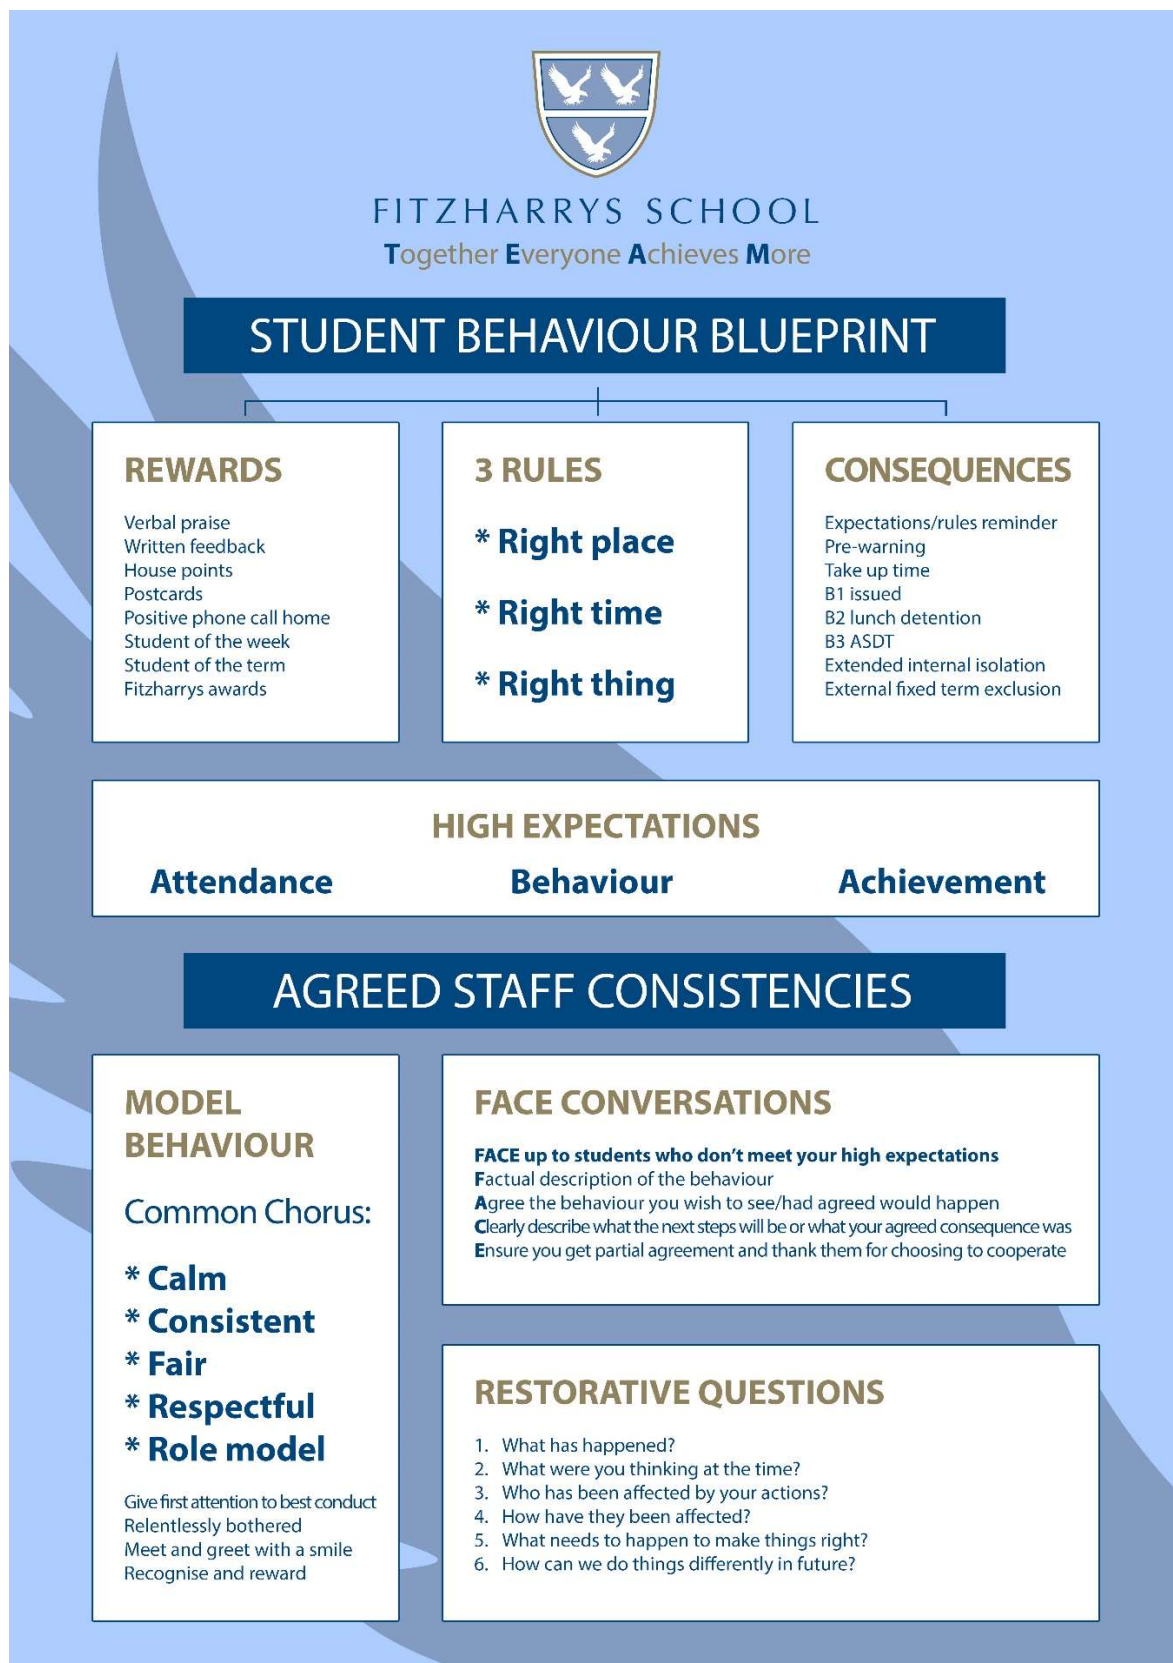 FITZHARRYS SCHOOL
Together Everyone Achieves More
STUDENT BEHAVIOUR BLUEPRINT
REWARDS
Verbal praise
Written feedback
House points
Postcards
Positive phone call home
Student of the week
Student of the term
Fitzharrys awards
3 RULES
* Right place
* Right time
* Right thing
CONSEQUENCES
Expectations/rules reminder
Pre-warning
Take up time
B1 issued
B2 lunch detention
B3 ASDT
Extended internal isolation
External fixed term exclusion
HIGH EXPECTATIONS
Attendance Behaviour Achievement
AGREED STAFF CONSISTENCIES
MODEL
BEHAVIOUR
Common Chorus:
* Calm
* Consistent
* Fair
* Respectful
* Role model
Give first attention to best conduct
Relentlessly bothered
Meet and greet with a smile
Recognise and reward
FACE CONVERSATIONS
FACE up to students who don't meet your high expectations
Factual description of the behaviour
Agree the behaviour you wish to see/had agreed would happen
Clearly describe what the next steps will be or what your agreed consequence was
Ensure you get partial agreement and thank them for choosing to cooperate
RESTORATIVE QUESTIONS
1. What has happened?
2. What were you thinking at the time?
3. Who has been affected by your actions?
4. How have they been affected?
5. What needs to happen to make things right?
6. How can we do things differently in future?